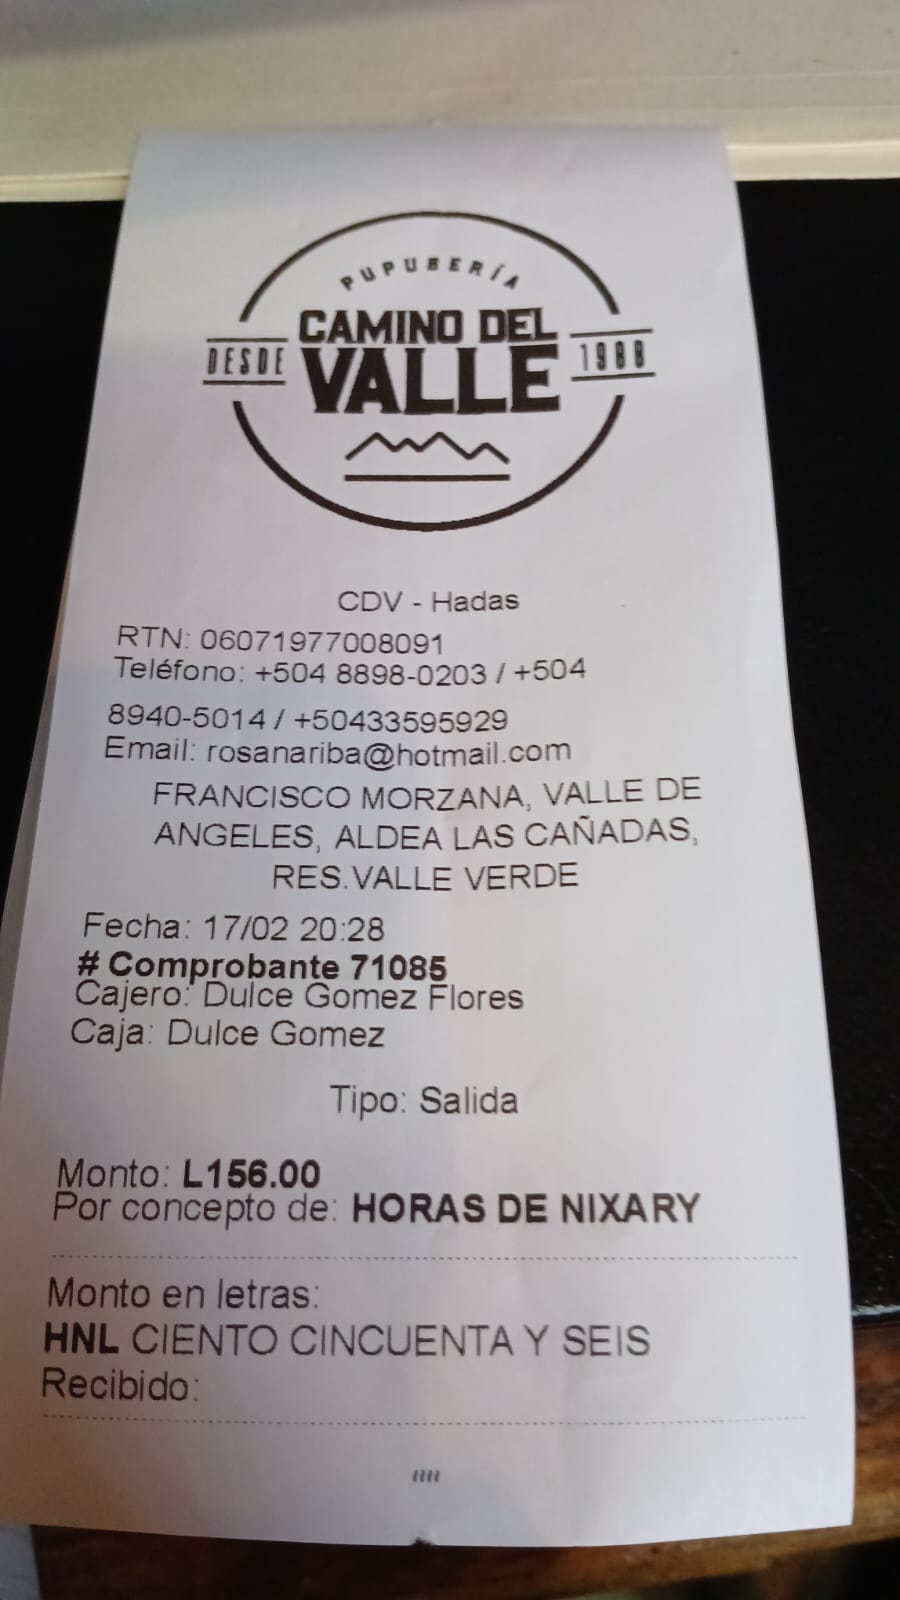 PUPUSERÍA
CAMINO DEL
DESDE VALLE 1988
CDV - Hadas
RTN: 06071977008091
Teléfono: +504 8898-0203 / +504
8940-5014 / +50433595929
Email: rosanariba@hotmail.com
FRANCISCO MORZANA, VALLE DE
ANGELES, ALDEA LAS CAÑADAS,
RES.VALLE VERDE
Fecha: 17/02 20:28
# Comprobante 71085
Cajero: Dulce Gomez Flores
Caja: Dulce Gomez
Tipo: Salida
Monto: L156.00
Por concepto de: HORAS DE NIXARY
Monto en letras:
HNL CIENTO CINCUENTA Y SEIS
Recibido: